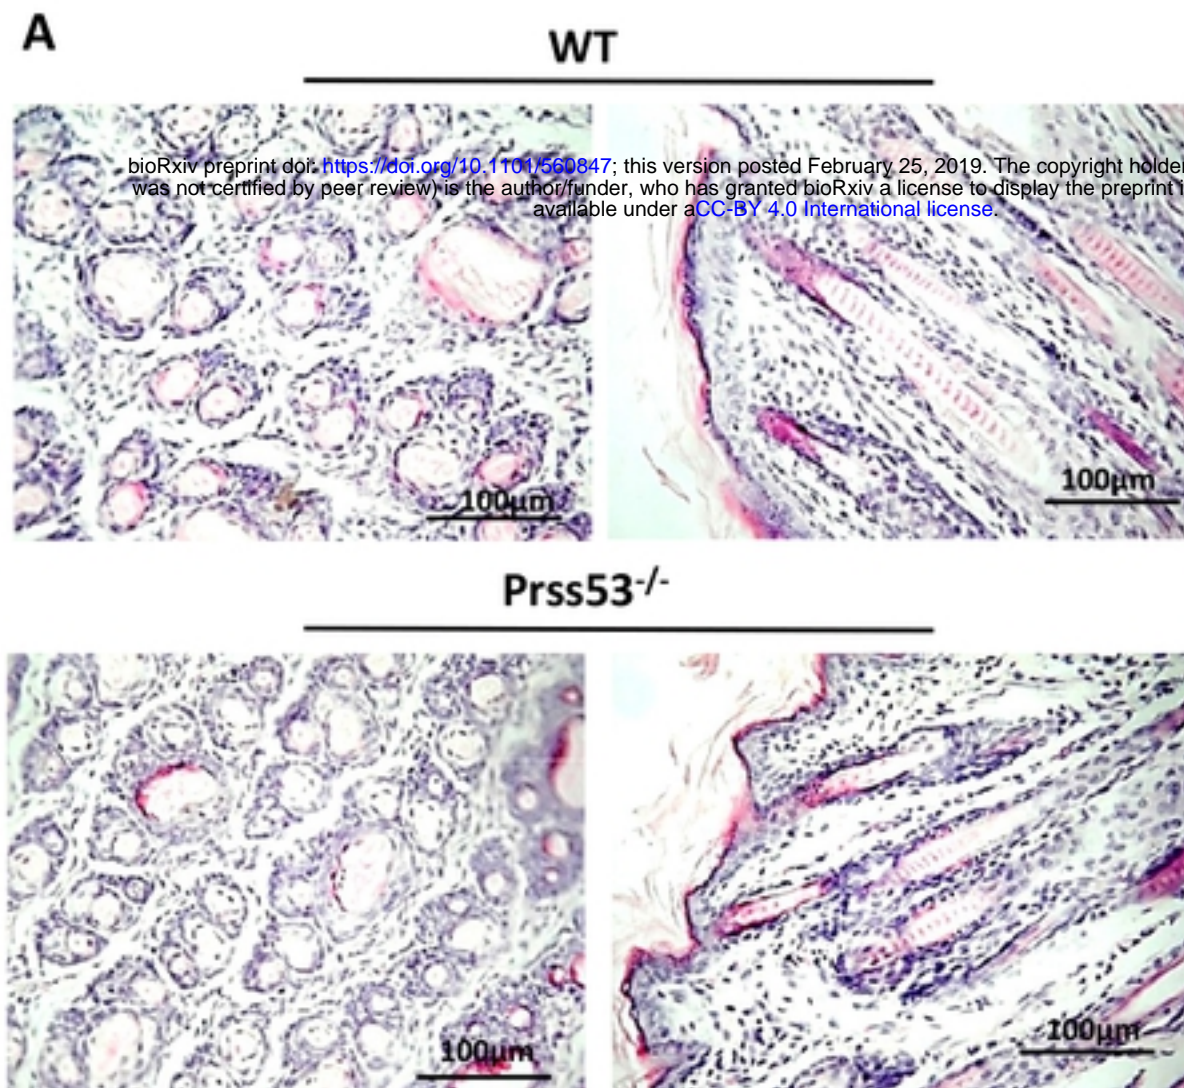 A
WT
bioRxiv preprint doi: https://doi.org/10.1101/560847; this version posted February 25, 2019. The copyright holder
was not certified by peer review) is the author/funder, who has granted bioRxiv a license to display the preprint i
available under aCC-BY 4.0 International license.
100µm
100µm
Prss53-/-
100µm
100µm